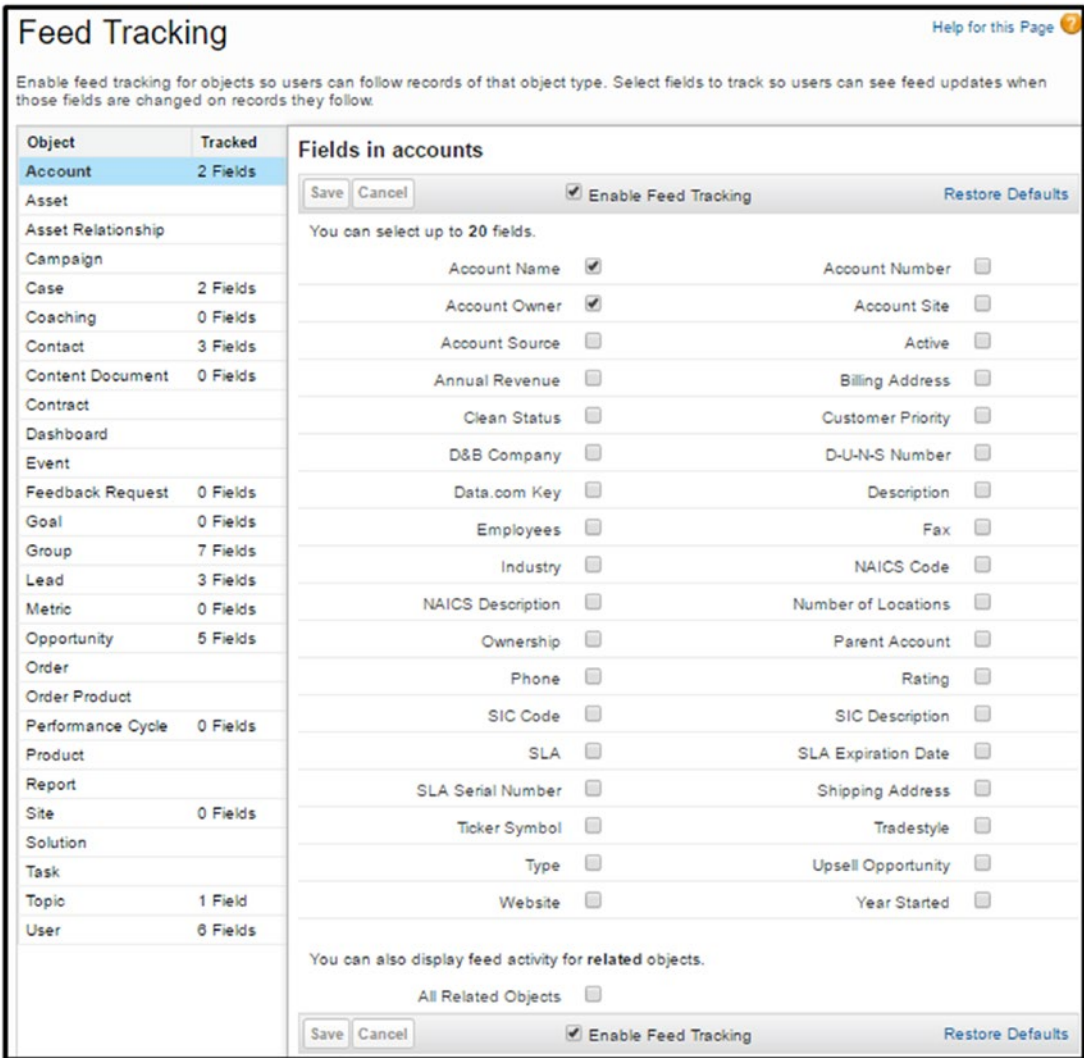 Feed Tracking
Help for this Page ?
Enable feed tracking for objects so users can follow records of that object type. Select fields to track so users can see feed updates when
those fields are changed on records they follow.
Object Tracked
Account 2 Fields
Asset
Asset Relationship
Campaign
Case 2 Fields
Coaching 0 Fields
Contact 3 Fields
Content Document 0 Fields
Contract
Dashboard
Event
Feedback Request 0 Fields
Goal 0 Fields
Group 7 Fields
Lead 3 Fields
Metric 0 Fields
Opportunity 5 Fields
Order
Order Product
Performance Cycle 0 Fields
Product
Report
Site 0 Fields
Solution
Task
Topic 1 Field
User 6 Fields
Fields in accounts
Save Cancel Enable Feed Tracking Restore Defaults
You can select up to 20 fields.
Account Name Account Number
Account Owner Account Site
Account Source Active
Annual Revenue Billing Address
Clean Status Customer Priority
D&B Company D-U-N-S Number
Data.com Key Description
Employees Fax
Industry NAICS Code
NAICS Description Number of Locations
Ownership Parent Account
Phone Rating
SIC Code SIC Description
SLA SLA Expiration Date
SLA Serial Number Shipping Address
Ticker Symbol Tradestyle
Type Upsell Opportunity
Website Year Started
You can also display feed activity for related objects.
All Related Objects
Save Cancel Enable Feed Tracking Restore Defaults